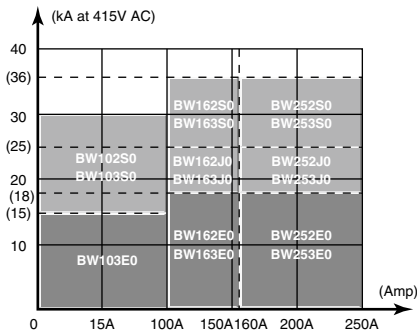 (kA at 415V AC)
40
(36)
30
(25)
20
(18)
(15)
10
BW102S0
BW103S0
BW103E0
BW162S0
BW163S0
BW162J0
BW163J0
BW162E0
BW163E0
BW252S0
BW253S0
BW252J0
BW253J0
BW252E0
BW253E0
(Amp)
0 15A 100A 150A 160A 200A 250A